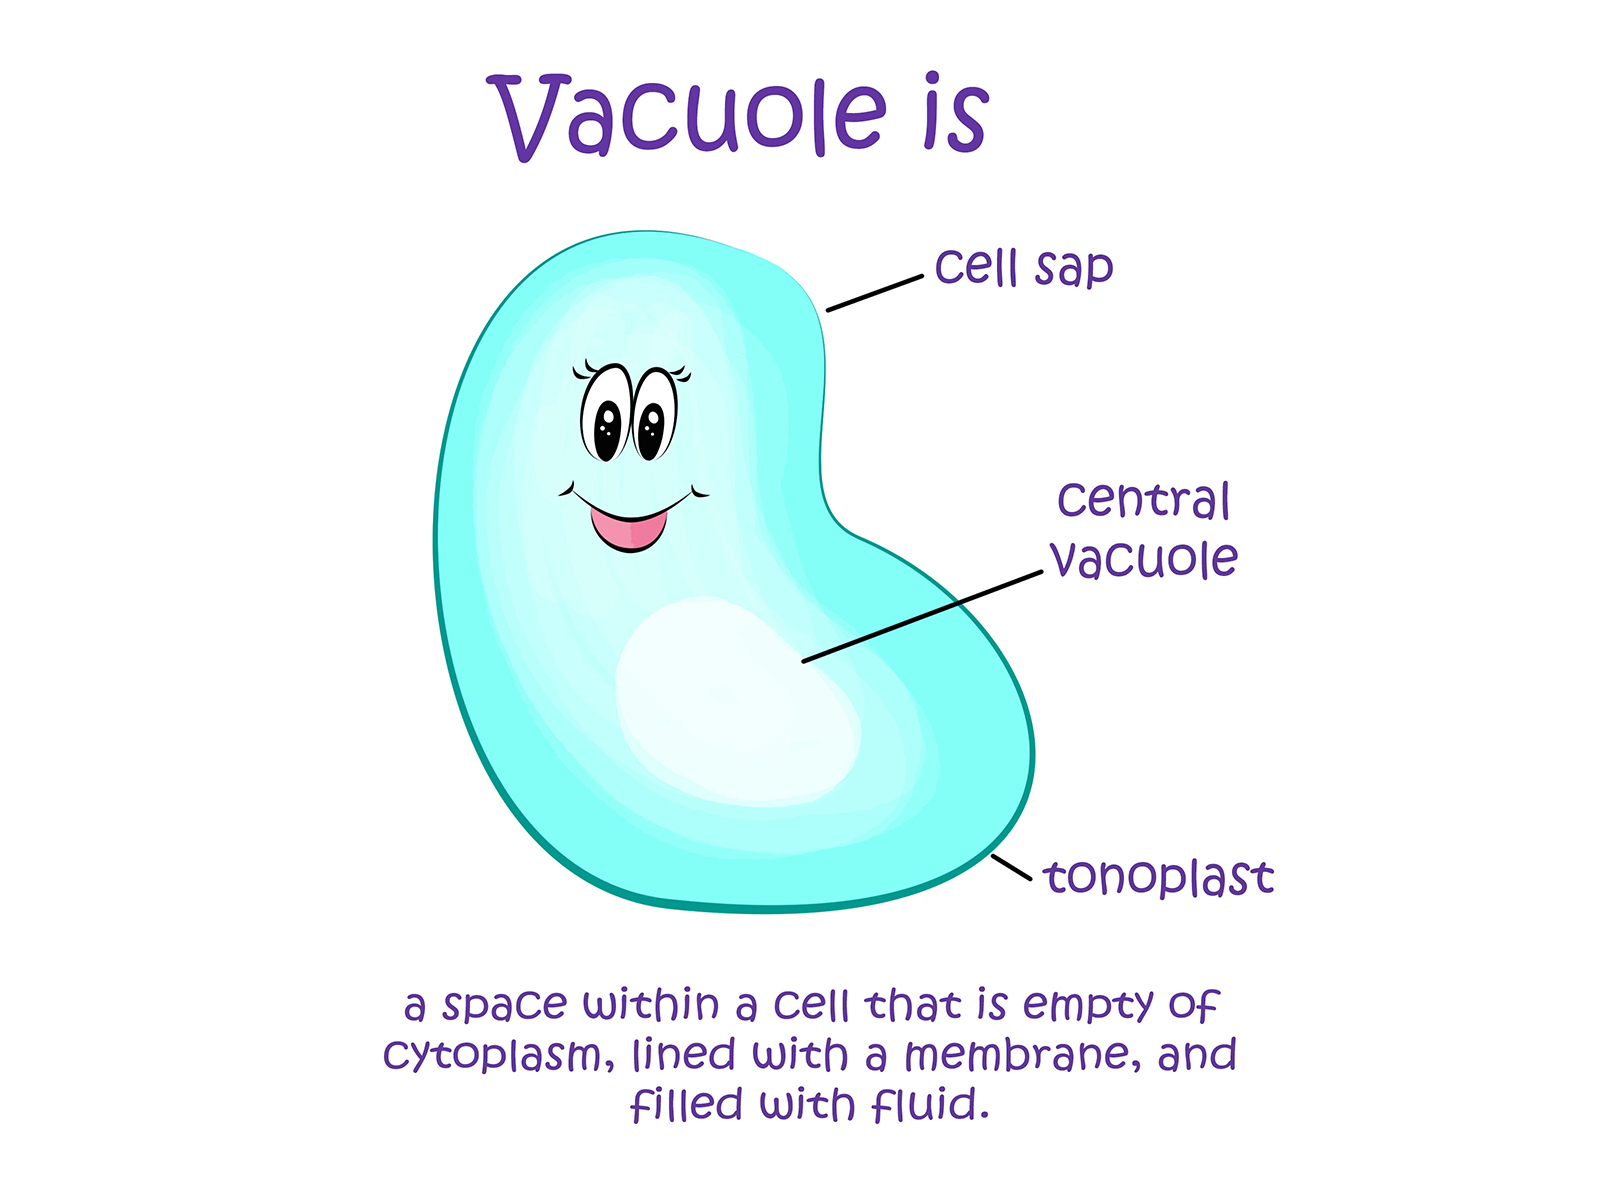 Vacuole is
cell sap
central
vacuole
tonoplast
a space within a cell that is empty of
cytoplasm, lined with a membrane, and
filled with fluid.